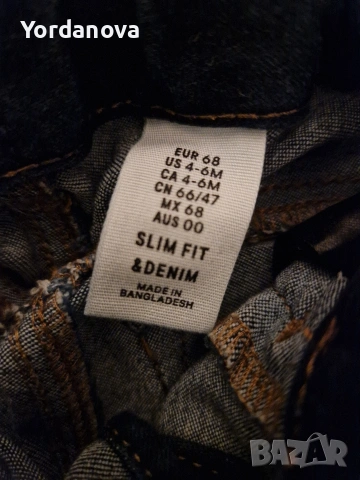 Yordanova
EUR 68
US 4-6M
CA 4-6M
CN 66/47
MX 68
AUS 00
SLIM FIT
&DENIM
MADE IN
BANGLADESH
BAZAR